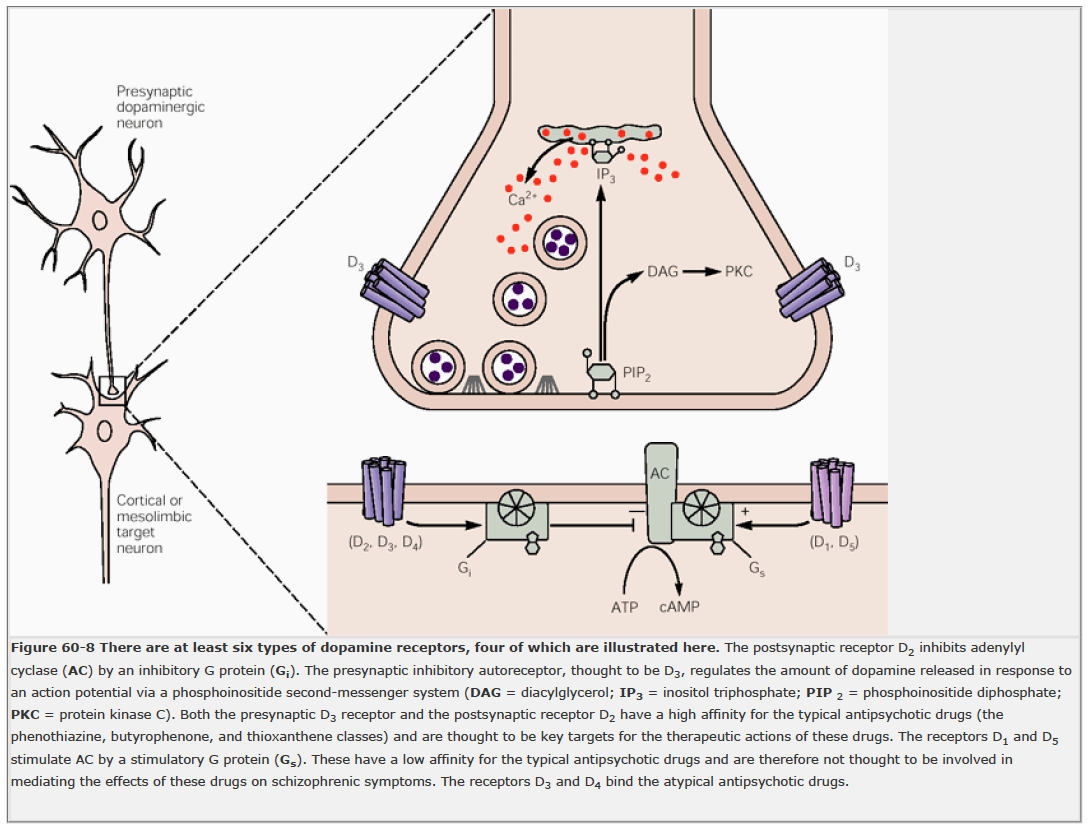 Presynaptic
dopaminergic
neuron
IP₃
Ca²⁺
D₃
D₃
DAG
PKC
PIP₂
Cortical or
mesolimbic
target
neuron
AC
–
+
(D₂, D₃, D₄)
(D₁, D₅)
Gᵢ
Gₛ
ATP
cAMP
Figure 60-8 There are at least six types of dopamine receptors, four of which are illustrated here. The postsynaptic receptor D₂ inhibits adenylyl
cyclase (AC) by an inhibitory G protein (Gᵢ). The presynaptic inhibitory autoreceptor, thought to be D₃, regulates the amount of dopamine released in response to
an action potential via a phosphoinositide second-messenger system (DAG = diacylglycerol; IP₃ = inositol triphosphate; PIP ₂ = phosphoinositide diphosphate;
PKC = protein kinase C). Both the presynaptic D₃ receptor and the postsynaptic receptor D₂ have a high affinity for the typical antipsychotic drugs (the
phenothiazine, butyrophenone, and thioxanthene classes) and are thought to be key targets for the therapeutic actions of these drugs. The receptors D₁ and D₅
stimulate AC by a stimulatory G protein (Gₛ). These have a low affinity for the typical antipsychotic drugs and are therefore not thought to be involved in
mediating the effects of these drugs on schizophrenic symptoms. The receptors D₃ and D₄ bind the atypical antipsychotic drugs.